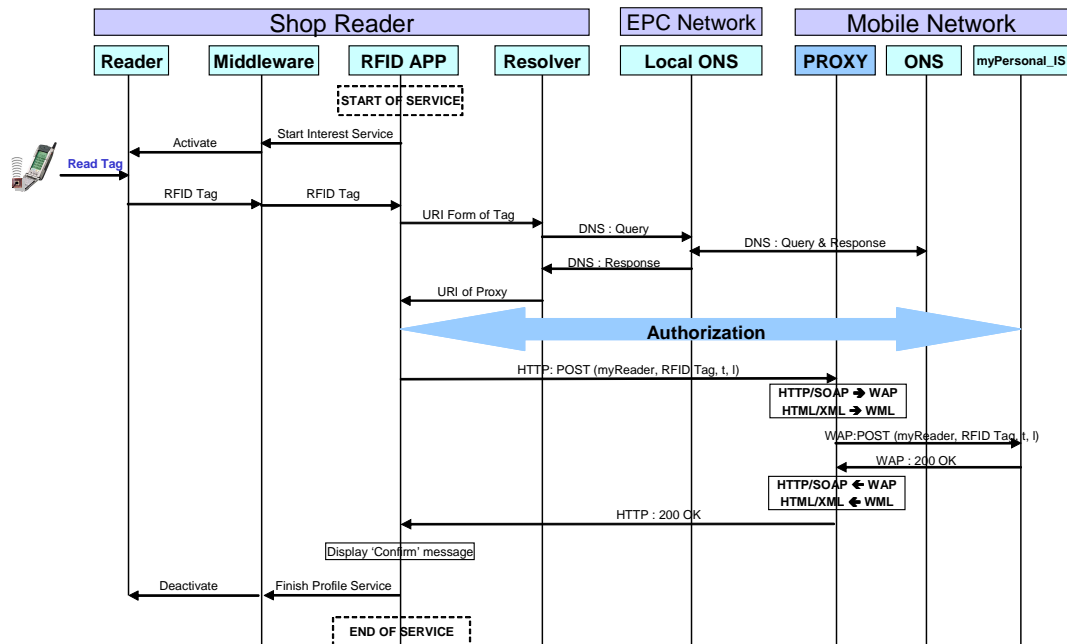 Shop Reader
EPC Network
Mobile Network
Reader
Middleware
RFID APP
Resolver
Local ONS
PROXY
ONS
myPersonal_IS
START OF SERVICE
Start Interest Service
Activate
Read Tag
RFID Tag
RFID Tag
URI Form of Tag
DNS : Query
DNS : Query & Response
DNS : Response
URI of Proxy
Authorization
HTTP: POST (myReader, RFID Tag, t, l)
HTTP/SOAP → WAP
HTML/XML → WML
WAP:POST (myReader, RFID Tag, t, l)
WAP : 200 OK
HTTP/SOAP ← WAP
HTML/XML ← WML
HTTP : 200 OK
Display 'Confirm' message
Deactivate
Finish Profile Service
END OF SERVICE